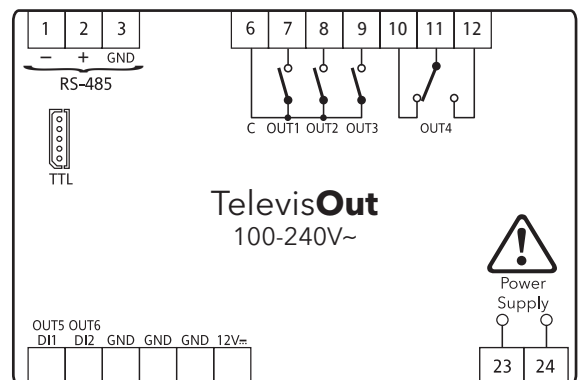 1 2 3 6 7 8 9 10 11 12
− + GND
RS-485
C OUT1 OUT2 OUT3 OUT4
TTL
TelevisOut
100-240V~
Power
Supply
OUT5 OUT6
DI1 DI2 GND GND GND 12V⎓
23 24